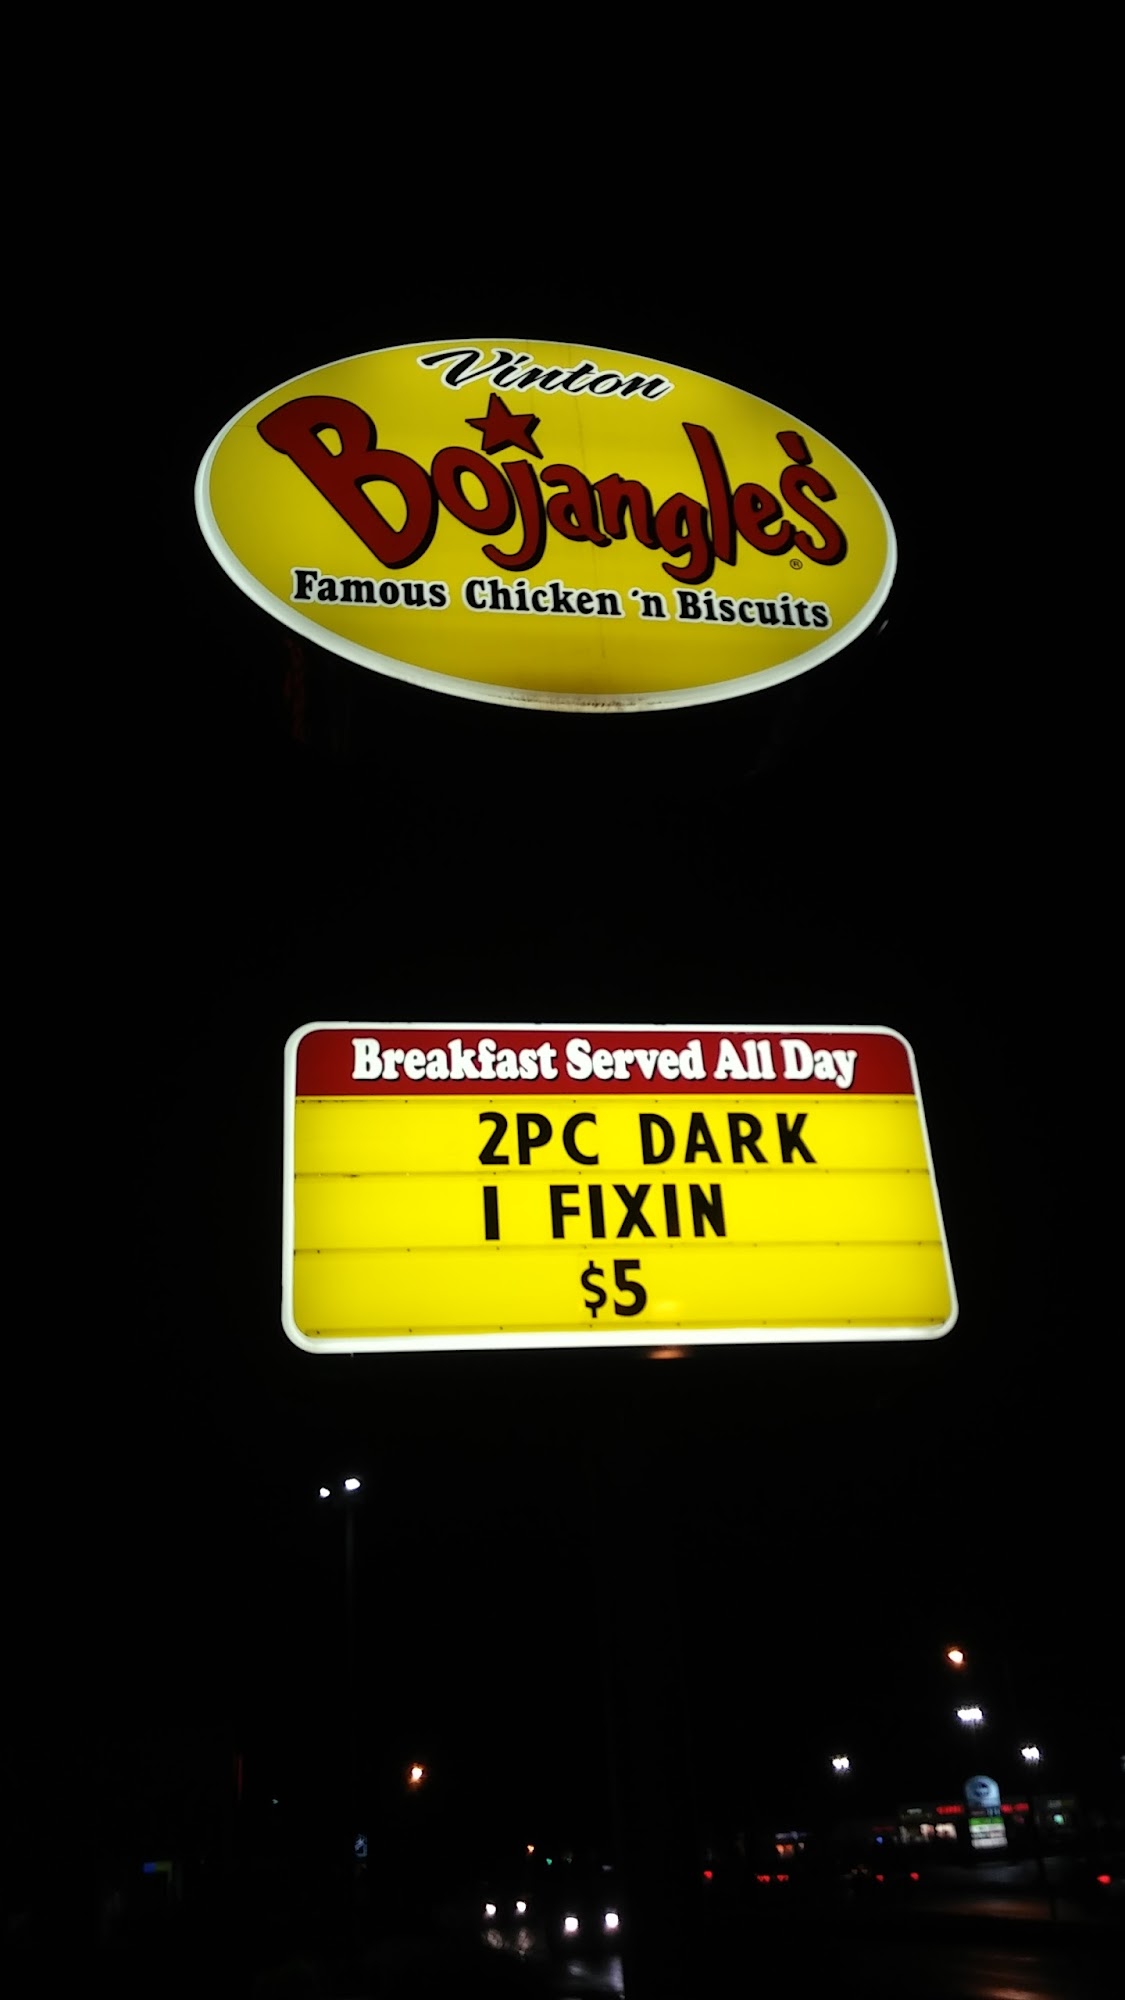 Vinton
Bojangles'
Famous Chicken 'n Biscuits
Breakfast Served All Day
2PC DARK
1 FIXIN
$5